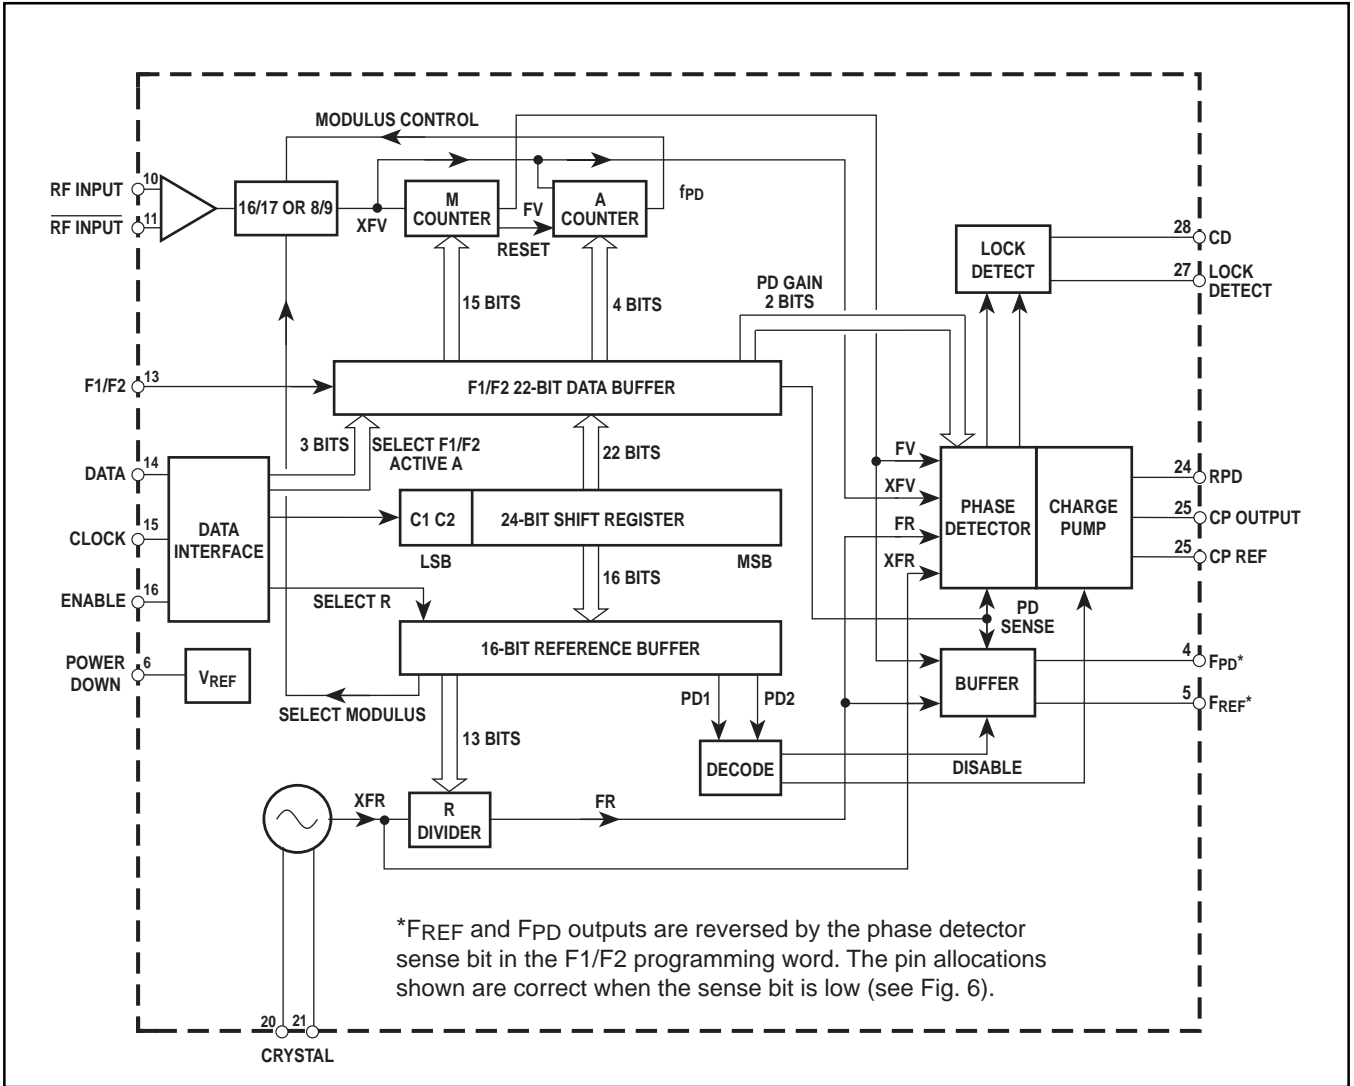 MODULUS CONTROL
RF INPUT
10
RF INPUT
11
16/17 OR 8/9
XFV
M
COUNTER
FV
RESET
A
COUNTER
fPD
15 BITS
4 BITS
PD GAIN
2 BITS
LOCK
DETECT
28
CD
27
LOCK
DETECT
F1/F2
13
F1/F2 22-BIT DATA BUFFER
3 BITS
SELECT F1/F2
ACTIVE A
22 BITS
DATA
14
CLOCK
15
ENABLE
16
DATA
INTERFACE
C1 C2
24-BIT SHIFT REGISTER
LSB
MSB
16 BITS
SELECT R
16-BIT REFERENCE BUFFER
FV
XFV
FR
XFR
PHASE
DETECTOR
CHARGE
PUMP
24
RPD
25
CP OUTPUT
25
CP REF
PD
SENSE
POWER
DOWN
6
VREF
SELECT MODULUS
13 BITS
PD1
PD2
DECODE
BUFFER
DISABLE
4
FPD*
5
FREF*
XFR
R
DIVIDER
FR
*FREF and FPD outputs are reversed by the phase detector
sense bit in the F1/F2 programming word. The pin allocations
shown are correct when the sense bit is low (see Fig. 6).
20
21
CRYSTAL